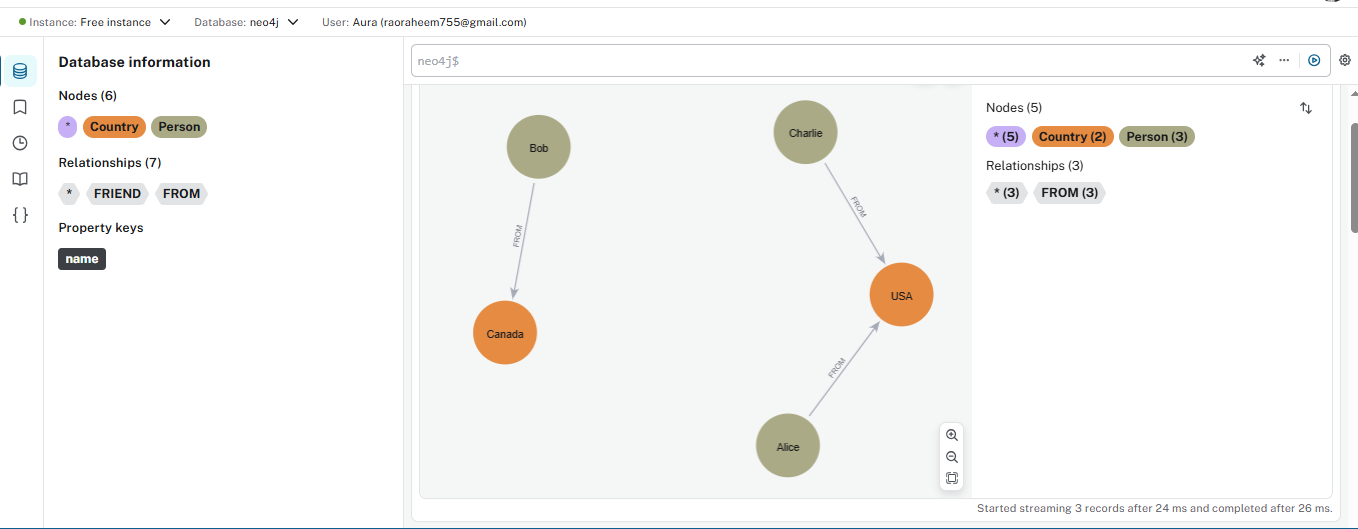 Instance: Free instance Database: neo4j User: Aura (raoraheem755@gmail.com)
Database information
Nodes (6)
* Country Person
Relationships (7)
* FRIEND FROM
Property keys
name
neo4j$
Bob
Charlie
FROM
FROM
USA
Canada
FROM
Alice
Nodes (5)
* (5) Country (2) Person (3)
Relationships (3)
* (3) FROM (3)
Started streaming 3 records after 24 ms and completed after 26 ms.